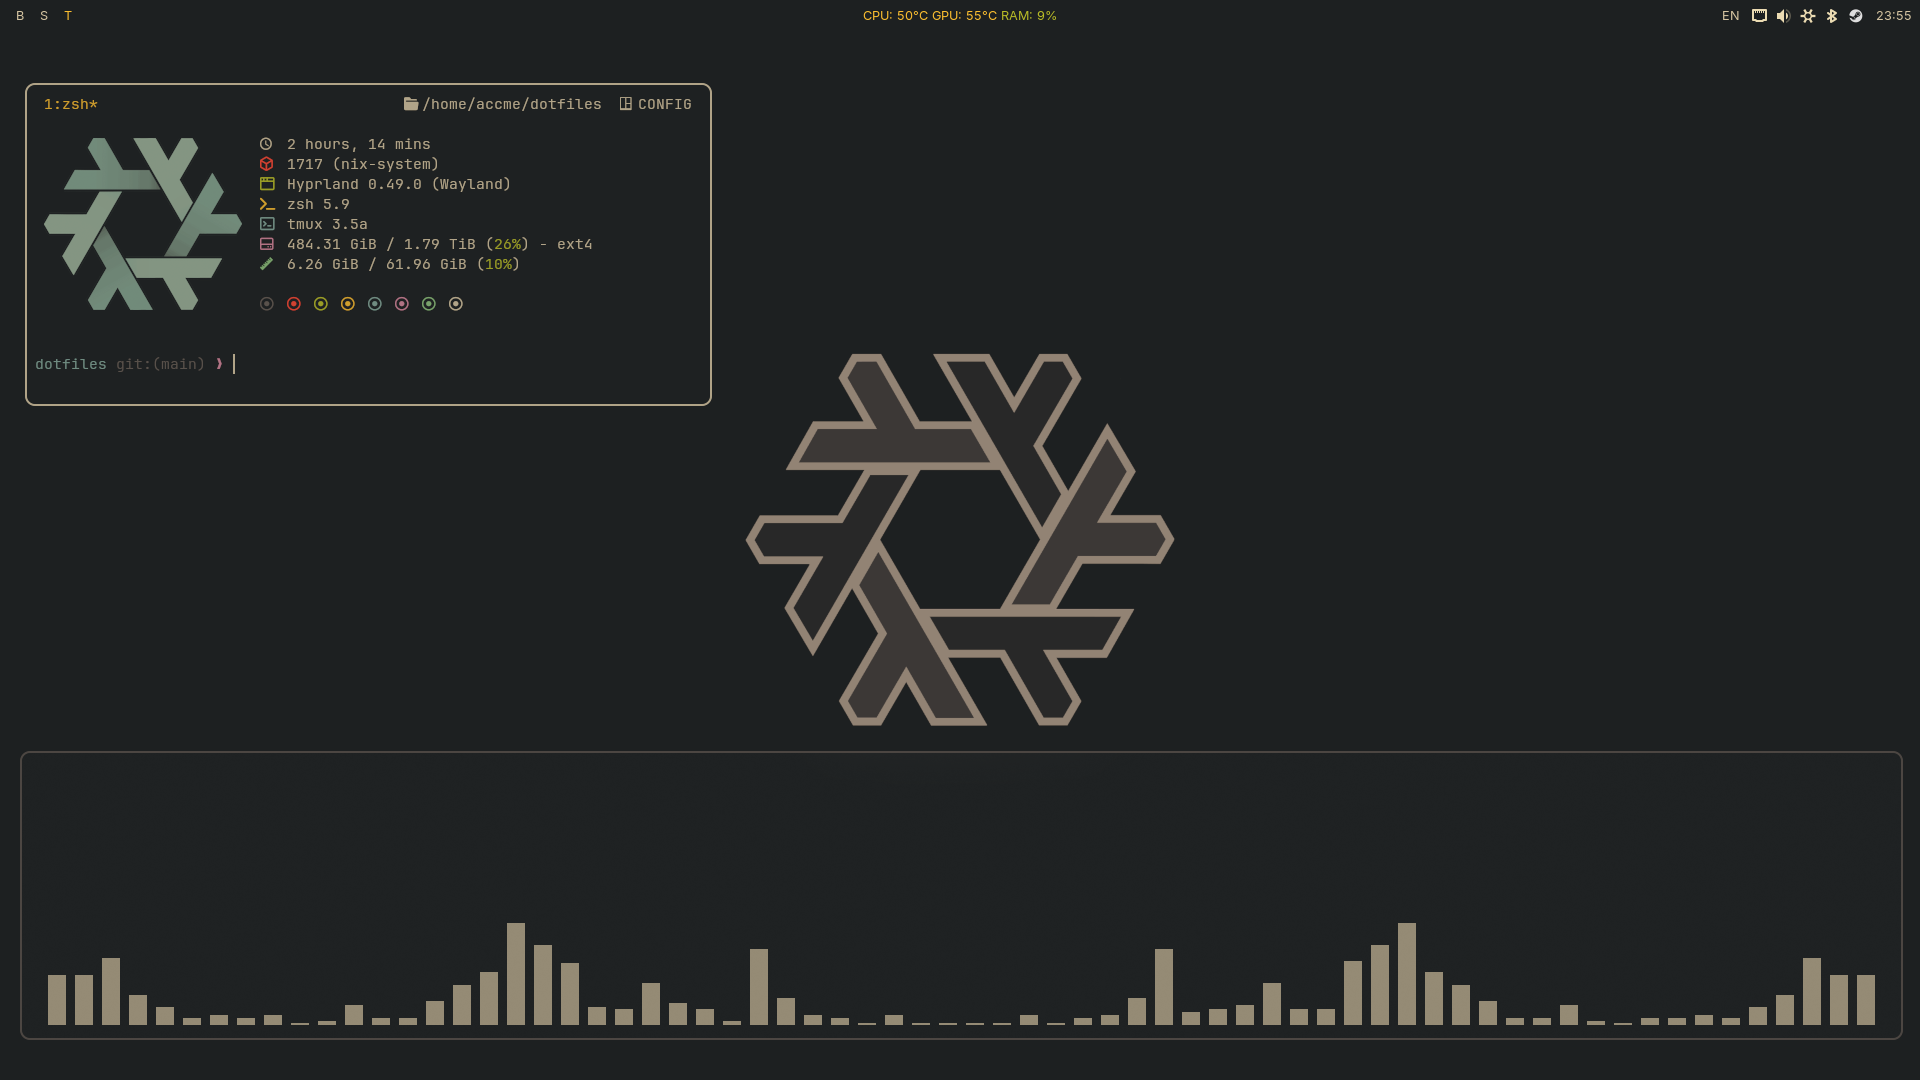 B S T
CPU: 50°C GPU: 55°C RAM: 9%
EN
23:55
1:zsh*
/home/accme/dotfiles CONFIG
2 hours, 14 mins
1717 (nix-system)
Hyprland 0.49.0 (Wayland)
zsh 5.9
tmux 3.5a
484.31 GiB / 1.79 TiB (26%) - ext4
6.26 GiB / 61.96 GiB (10%)
dotfiles git:(main) ❱